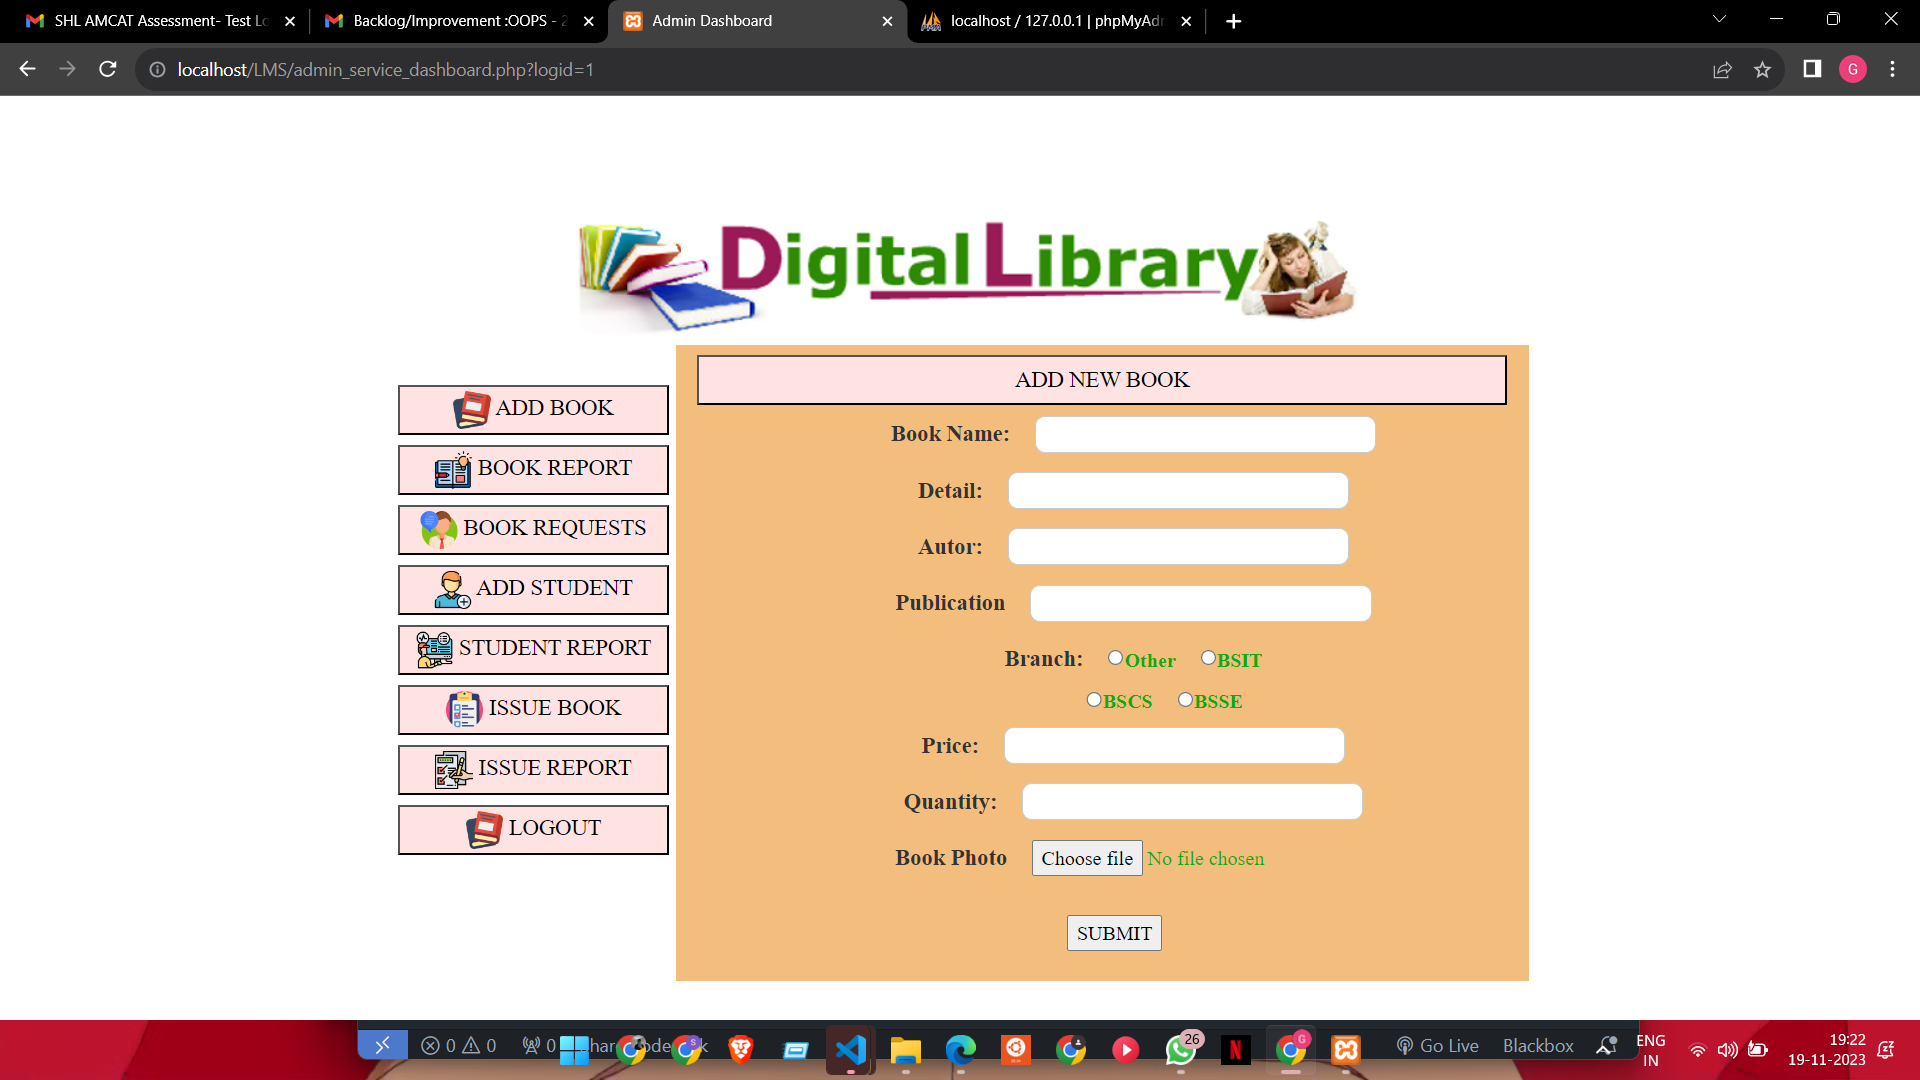 SHL AMCAT Assessment- Test Lo
Backlog/Improvement :OOPS - 2
Admin Dashboard
localhost / 127.0.0.1 | phpMyAdm
localhost/LMS/admin_service_dashboard.php?logid=1
G
Digital Library
ADD BOOK
BOOK REPORT
BOOK REQUESTS
ADD STUDENT
STUDENT REPORT
ISSUE BOOK
ISSUE REPORT
LOGOUT
ADD NEW BOOK
Book Name:
Detail:
Autor:
Publication
Branch: Other BSIT
BSCS BSSE
Price:
Quantity:
Book Photo Choose file No file chosen
SUBMIT
0 0 0
26
N
G
Go Live Blackbox
ENG
IN
19:22
19-11-2023